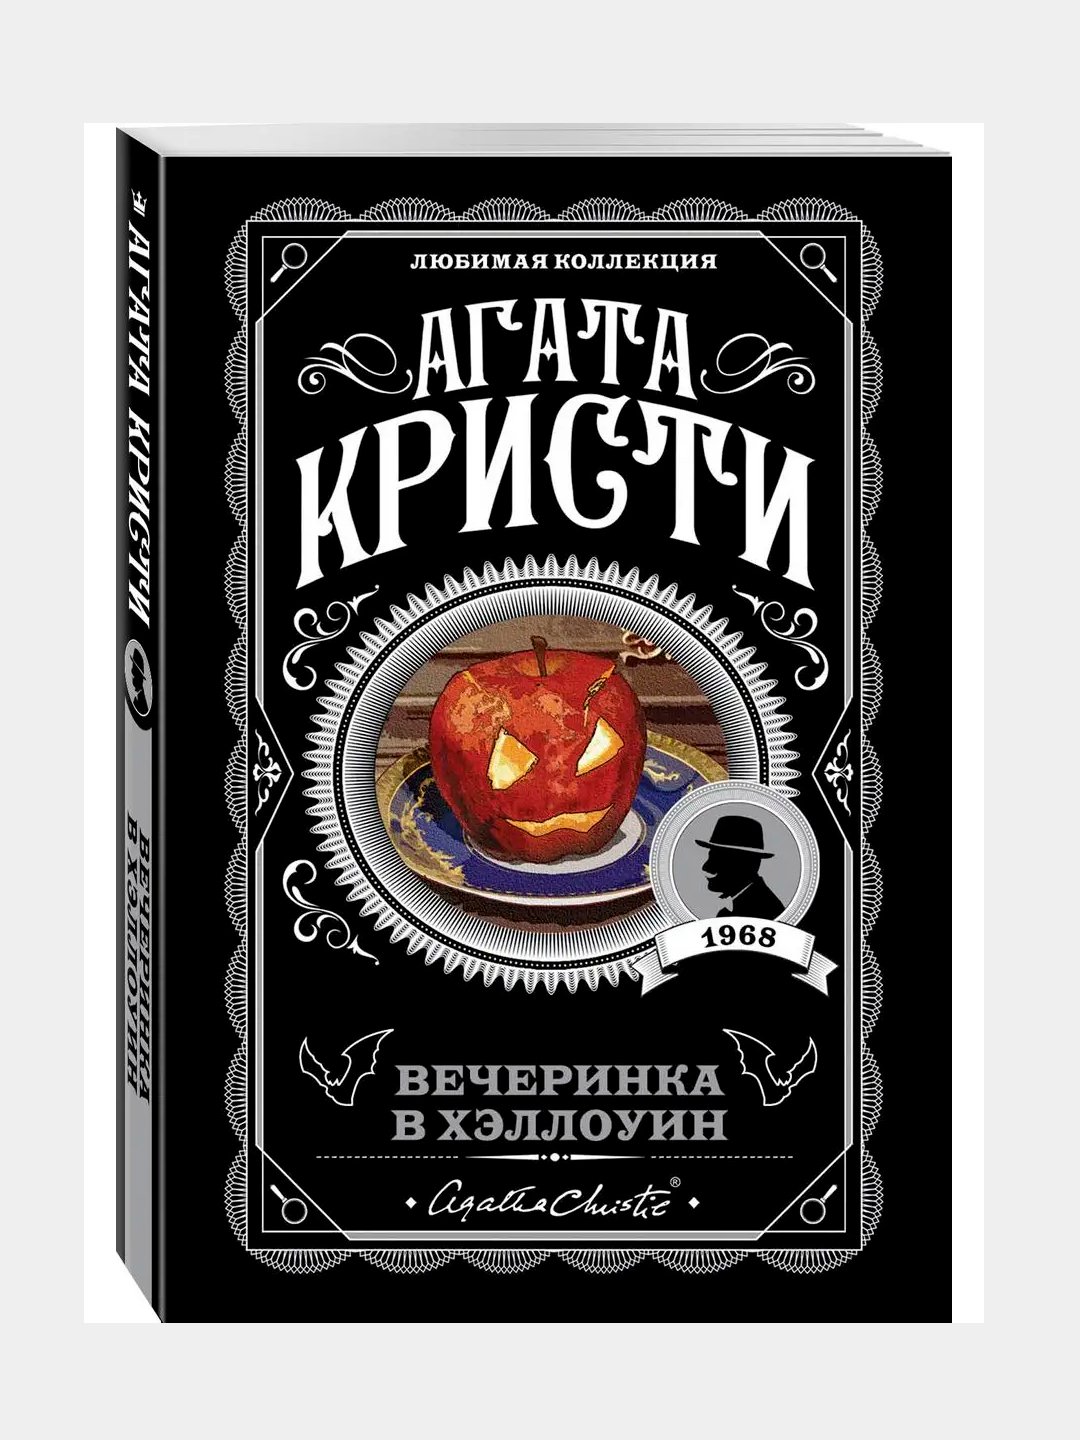 ЛЮБИМАЯ КОЛЛЕКЦИЯ
АГАТА
КРИСТИ
1968
ВЕЧЕРИНКА
В ХЭЛЛОУИН
Agatha Christie®
АГАТА КРИСТИ
ВЕЧЕРИНКА
В ХЭЛЛОУИН